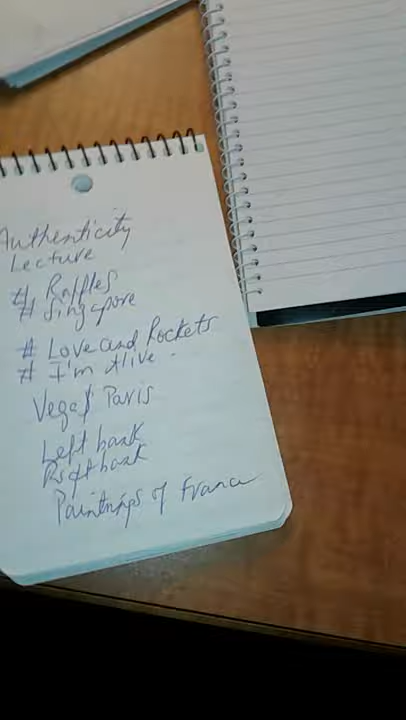 Authenticity
Lecture
# Raffles
# Singapore
# Love and Rockets
# I'm Alive -
Vegas Paris
Left bank
Right bank
Paintings of France